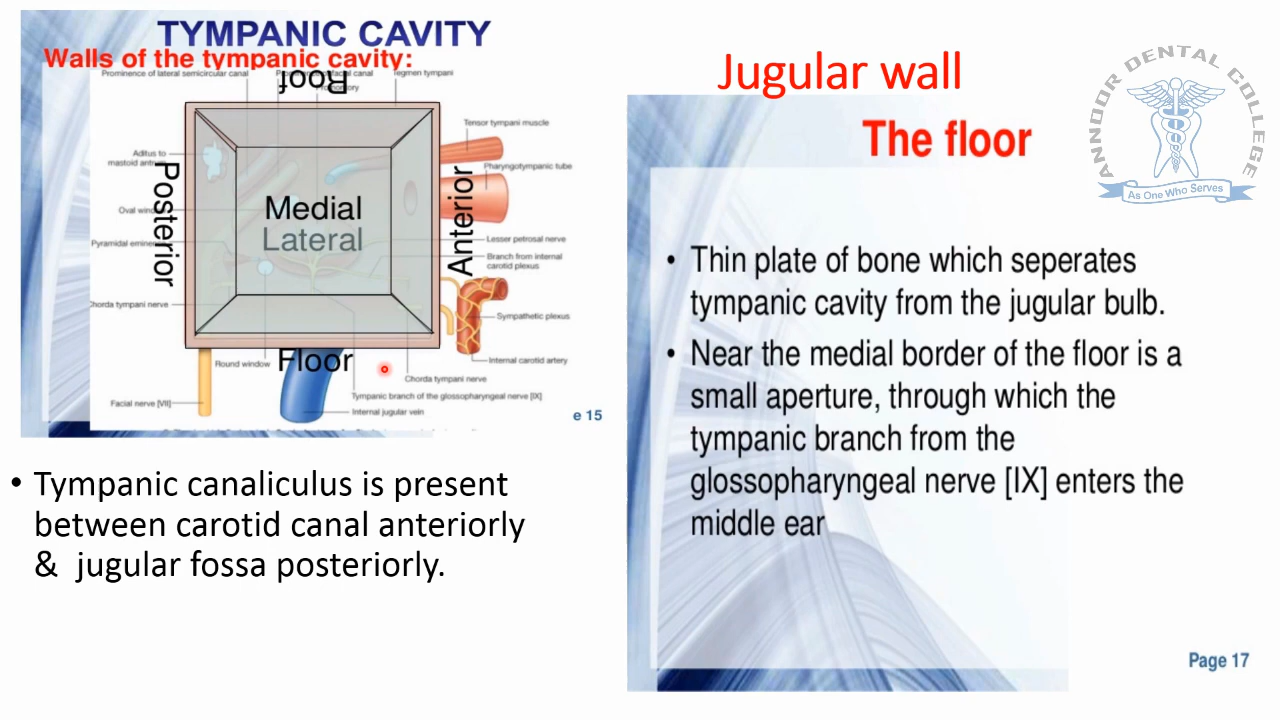 TYMPANIC CAVITY
Walls of the tympanic cavity:
Prominence of lateral semicircular canal
canal
Tegmen tympani
Roof
Tensor tympani muscle
Aditus to
mastoid
Pharyngotympanic tube
Posterior
Medial
Lateral
Anterior
Oval
Pyramidal
Lesser petrosal nerve
Branch from internal
carotid plexus
Chorda tympani nerve
Sympathetic plexus
Round window
Floor
Internal carotid artery
Chorda tympani nerve
Tympanic branch of the glossopharyngeal nerve [IX]
Facial nerve [VII]
Internal jugular vein
e 15
• Tympanic canaliculus is present
between carotid canal anteriorly
& jugular fossa posteriorly.
Jugular wall
The floor
• Thin plate of bone which seperates
tympanic cavity from the jugular bulb.
• Near the medial border of the floor is a
small aperture, through which the
tympanic branch from the
glossopharyngeal nerve [IX] enters the
middle ear
Page 17
ANNOOR DENTAL COLLEGE
As One Who Serves